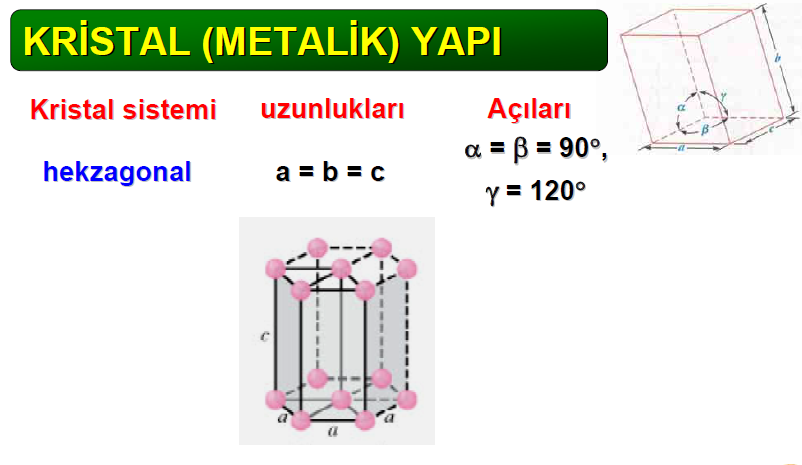 KRİSTAL (METALİK) YAPI
Kristal sistemi uzunlukları Açıları
hekzagonal a = b = c α = β = 90°,
γ = 120°
b
α γ
β c
a
c
a a
a